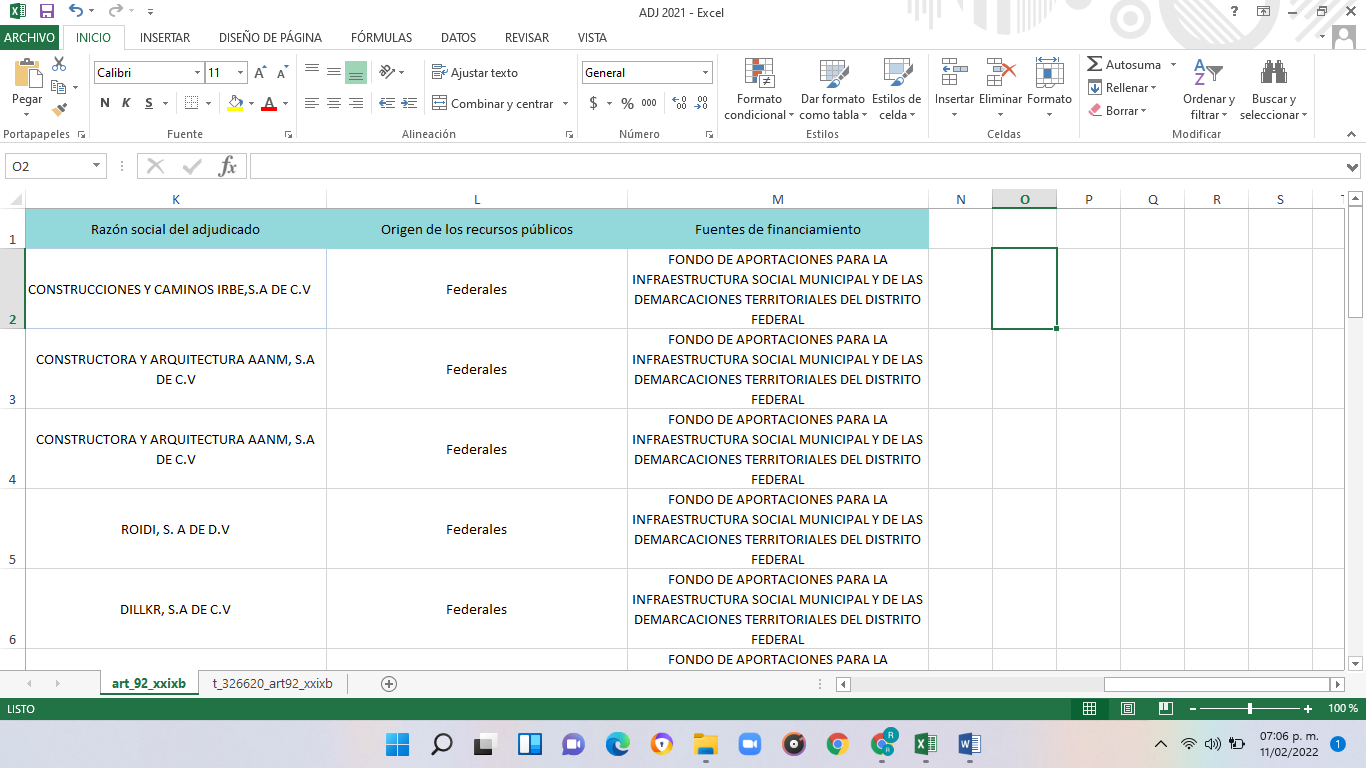 ADJ 2021 - Excel
ARCHIVO INICIO INSERTAR DISEÑO DE PÁGINA FÓRMULAS DATOS REVISAR VISTA
Pegar
Calibri 11
N K S
Ajustar texto
Combinar y centrar
General
$ % 000
Formato condicional
Dar formato como tabla
Estilos de celda
Insertar Eliminar Formato
Autosuma
Rellenar
Borrar
Ordenar y filtrar
Buscar y seleccionar
Portapapeles Fuente Alineación Número Estilos Celdas Modificar
O2
fx
K L M N O P Q R S
1 Razón social del adjudicado Origen de los recursos públicos Fuentes de financiamiento
2 CONSTRUCCIONES Y CAMINOS IRBE,S.A DE C.V Federales
FONDO DE APORTACIONES PARA LA
INFRAESTRUCTURA SOCIAL MUNICIPAL Y DE LAS
DEMARCACIONES TERRITORIALES DEL DISTRITO
FEDERAL
3 CONSTRUCTORA Y ARQUITECTURA AANM, S.A
DE C.V
Federales
FONDO DE APORTACIONES PARA LA
INFRAESTRUCTURA SOCIAL MUNICIPAL Y DE LAS
DEMARCACIONES TERRITORIALES DEL DISTRITO
FEDERAL
4 CONSTRUCTORA Y ARQUITECTURA AANM, S.A
DE C.V
Federales
FONDO DE APORTACIONES PARA LA
INFRAESTRUCTURA SOCIAL MUNICIPAL Y DE LAS
DEMARCACIONES TERRITORIALES DEL DISTRITO
FEDERAL
5 ROIDI, S. A DE D.V Federales
FONDO DE APORTACIONES PARA LA
INFRAESTRUCTURA SOCIAL MUNICIPAL Y DE LAS
DEMARCACIONES TERRITORIALES DEL DISTRITO
FEDERAL
6 DILLKR, S.A DE C.V Federales
FONDO DE APORTACIONES PARA LA
INFRAESTRUCTURA SOCIAL MUNICIPAL Y DE LAS
DEMARCACIONES TERRITORIALES DEL DISTRITO
FEDERAL
FONDO DE APORTACIONES PARA LA
art_92_xxixb t_326620_art92_xxixb
LISTO 100 %
07:06 p. m.
11/02/2022
1